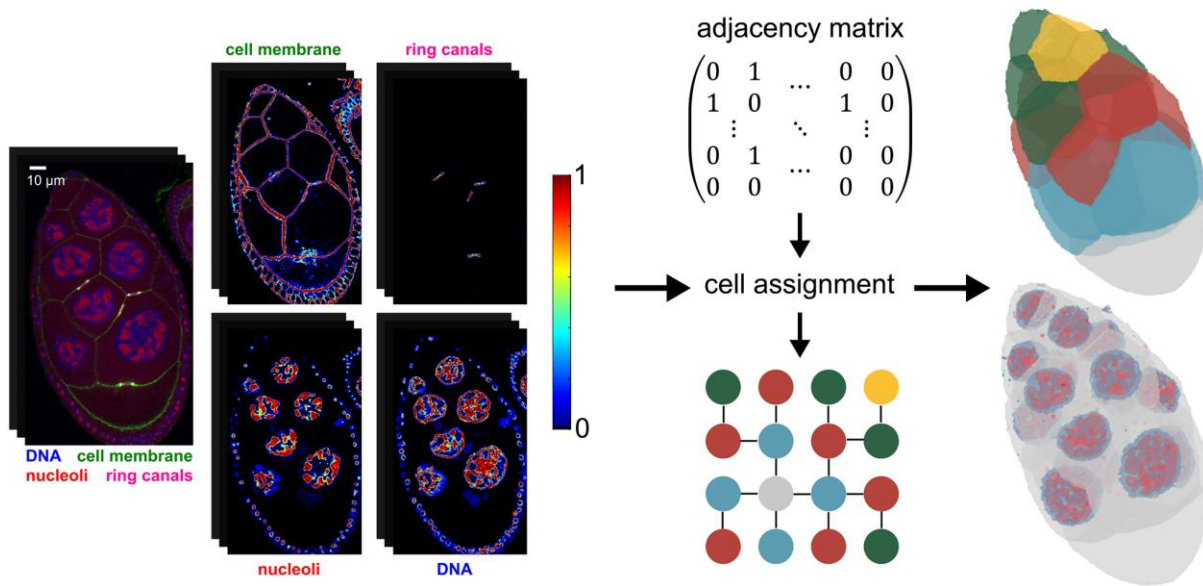 cell membrane
ring canals
10 µm
DNA cell membrane
nucleoli ring canals
nucleoli
DNA
1
0
adjacency matrix
0 1 ... 0 0
1 0 1 0
⋮ ⋱ ⋮
0 1 ... 0 0
0 0 0 0
cell assignment